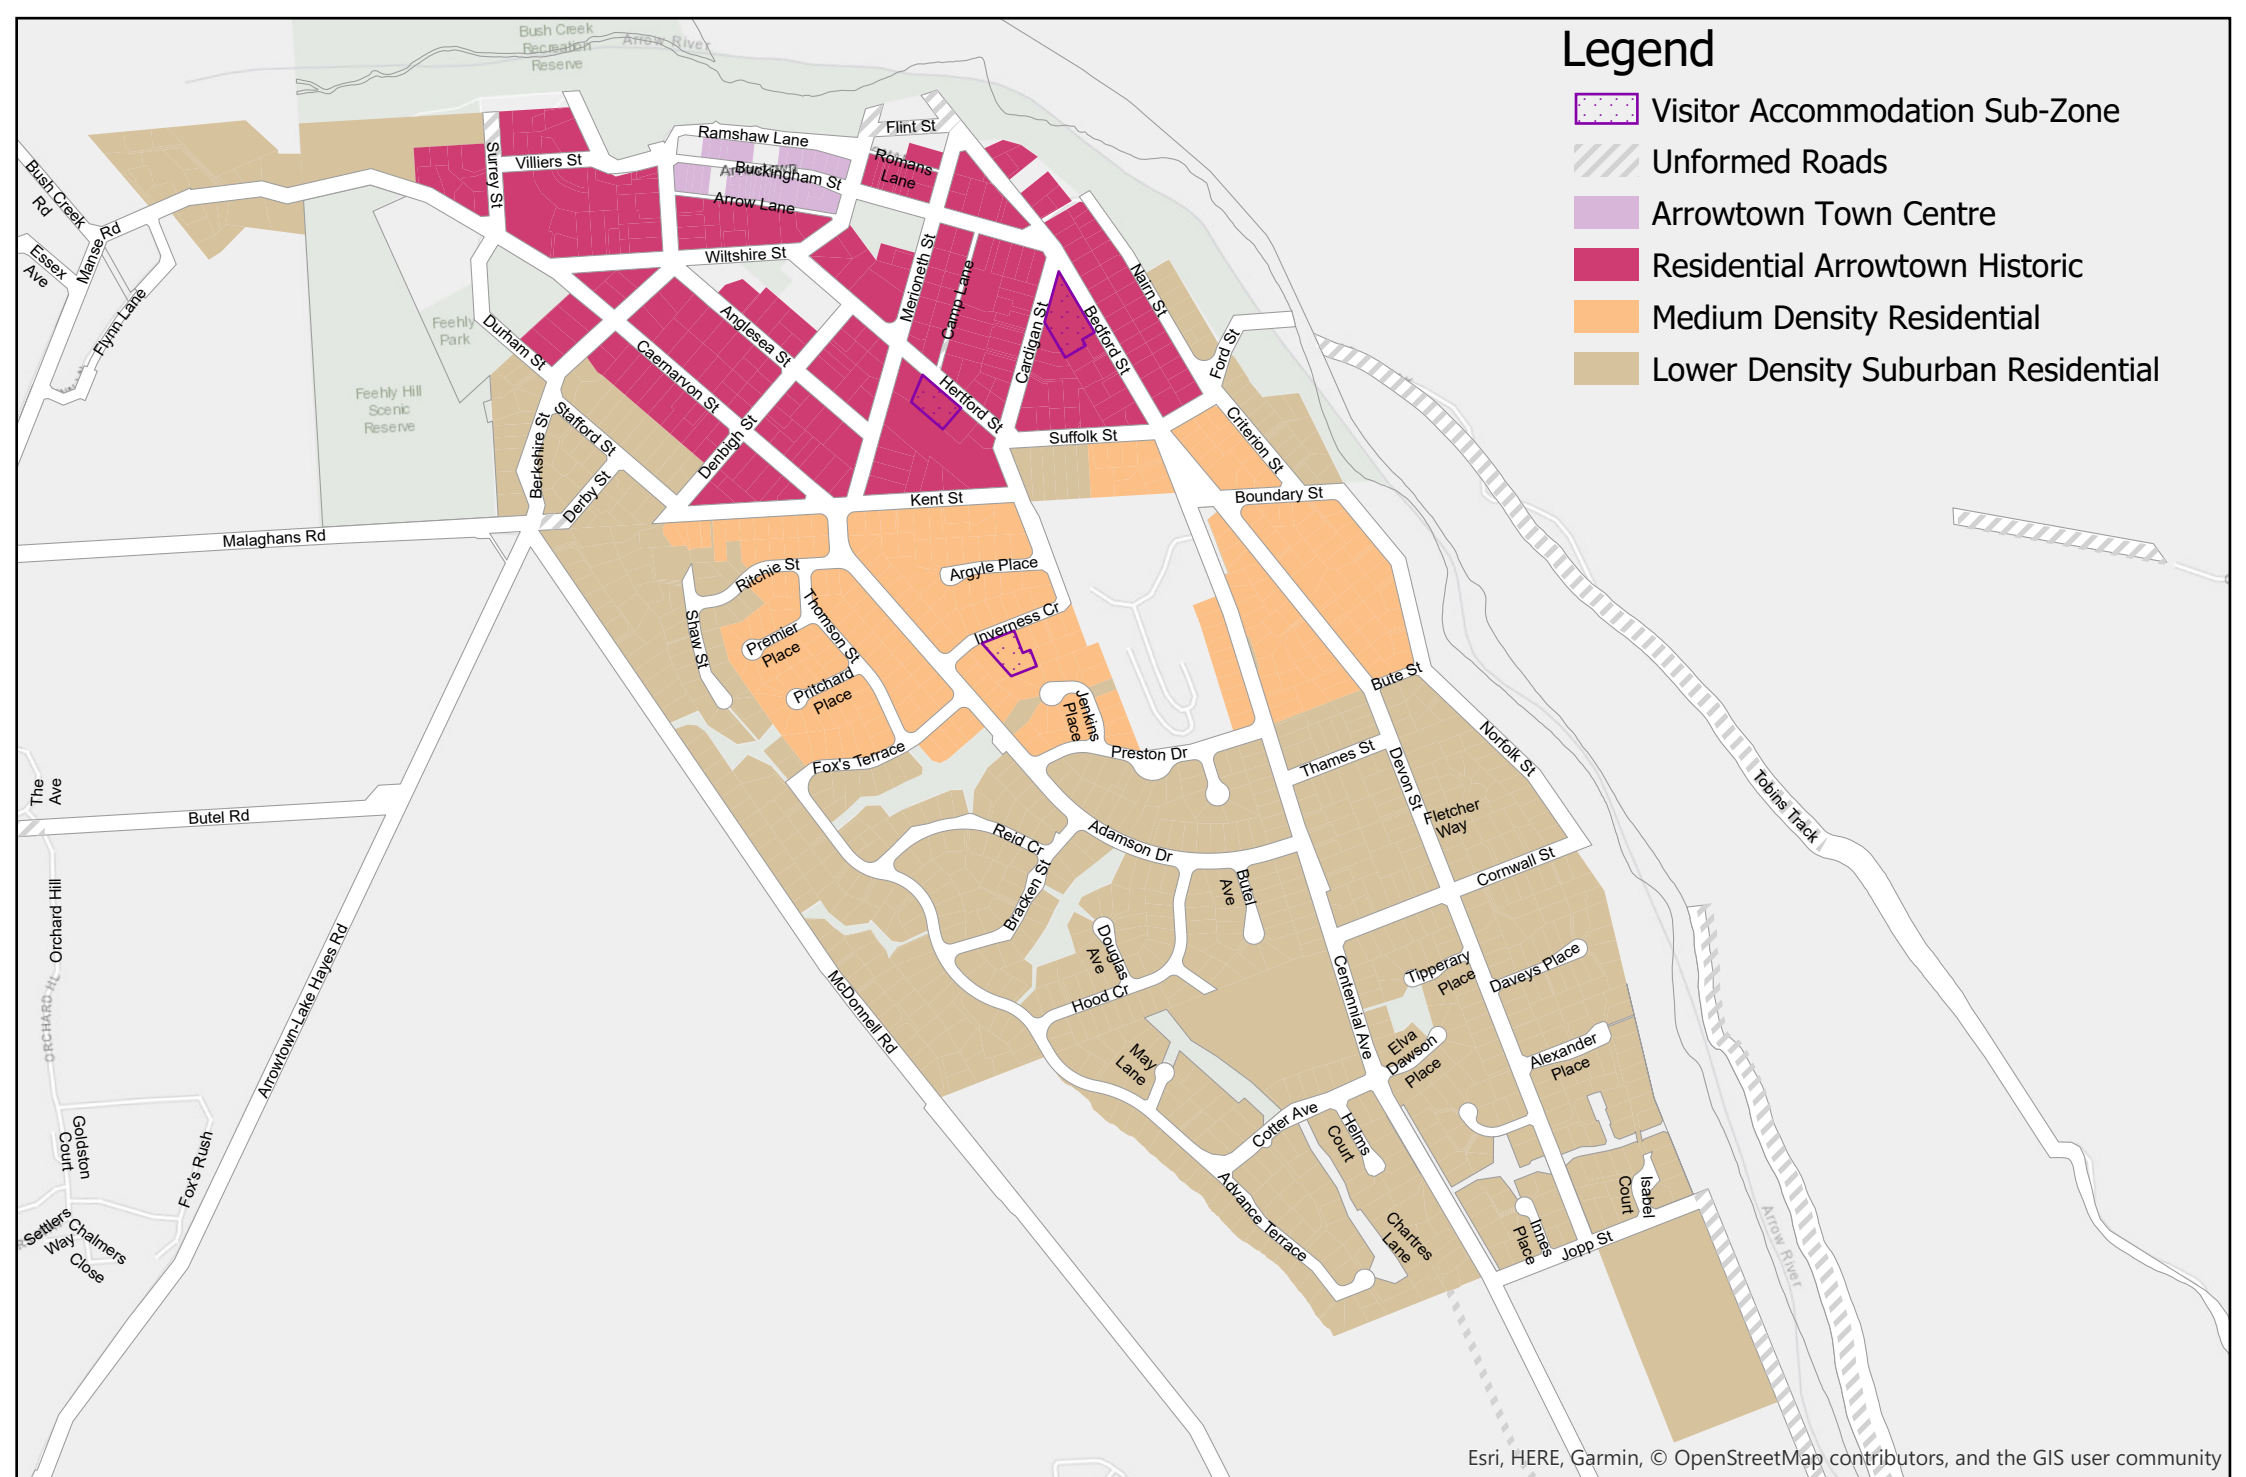 Legend
Visitor Accommodation Sub-Zone
Unformed Roads
Arrowtown Town Centre
Residential Arrowtown Historic
Medium Density Residential
Lower Density Suburban Residential
Bush Creek
Recreation
Reserve
Arrow River
Ramshaw Lane
Flint St
Buckingham St
Romans
Lane
Arrow Lane
Villiers St
Surrey St
Bush Creek
Rd
Essex
Ave
Manse Rd
Flynn Lane
Wiltshire St
Merioneth St
Camp Lane
Cardigan St
Bedford St
Nairn St
Ford St
Feehly
Park
Durham St
Anglesea St
Caernarvon St
Hertford St
Feehly Hill
Scenic
Reserve
Berkshire St
Stafford St
Derby St
Denbigh St
Suffolk St
Criterion St
Kent St
Boundary St
Malaghans Rd
Ritchie St
Argyle Place
Shaw St
Thomson St
Inverness Cr
Premier
Place
Pritchard
Place
Jenkins
Place
Bute St
Fox's Terrace
Preston Dr
Thames St
Norfolk St
Devon St
Fletcher
Way
Tobins Track
The
Ave
Butel Rd
Reid Cr
Adamson Dr
Bracken St
Butel
Ave
Cornwall St
Orchard Hill
ORCHARD HL
Douglas
Ave
Hood Cr
Centennial Ave
Tipperary
Place
Daveys Place
McDonnell Rd
Arrowtown-Lake Hayes Rd
May
Lane
Elva
Dawson
Place
Alexander
Place
Cotter Ave
Helms
Court
Goldston
Court
Fox's Rush
Advance Terrace
Chartres
Lane
Innes
Place
Isabel
Court
Jopp St
Settlers
Way
Chalmers
Close
Arrow River
Esri, HERE, Garmin, © OpenStreetMap contributors, and the GIS user community